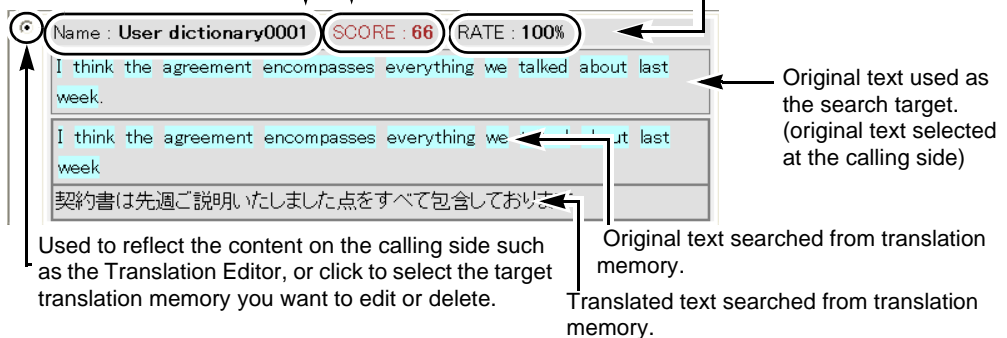 Name : User dictionary0001 SCORE : 66 RATE : 100%
I think the agreement encompasses everything we talked about last
week.
Original text used as
the search target.
(original text selected
at the calling side)
I think the agreement encompasses everything we last
week
契約書は先週ご説明いたしました点をすべて包含しており
Original text searched from translation
memory.
Used to reflect the content on the calling side such
as the Translation Editor, or click to select the target
translation memory you want to edit or delete.
Translated text searched from translation
memory.